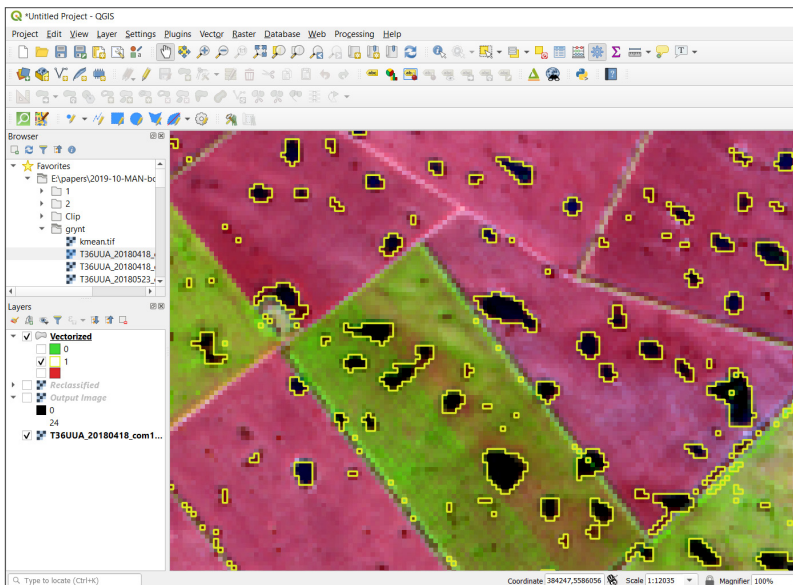 *Untitled Project - QGIS
Project Edit View Layer Settings Plugins Vector Raster Database Web Processing Help
Browser
Favorites
E:\papers\2019-10-MAN-bc
1
2
Clip
grynt
kmean.tif
T36UUA_20180418_c
T36UUA_20180418_
T36UUA_20180523_
Layers
Vectorized
0
1
Reclassified
Output Image
0
24
T36UUA_20180418_com1...
Type to locate (Ctrl+K)
Coordinate 384247,5586056 Scale 1:12035 Magnifier 100%